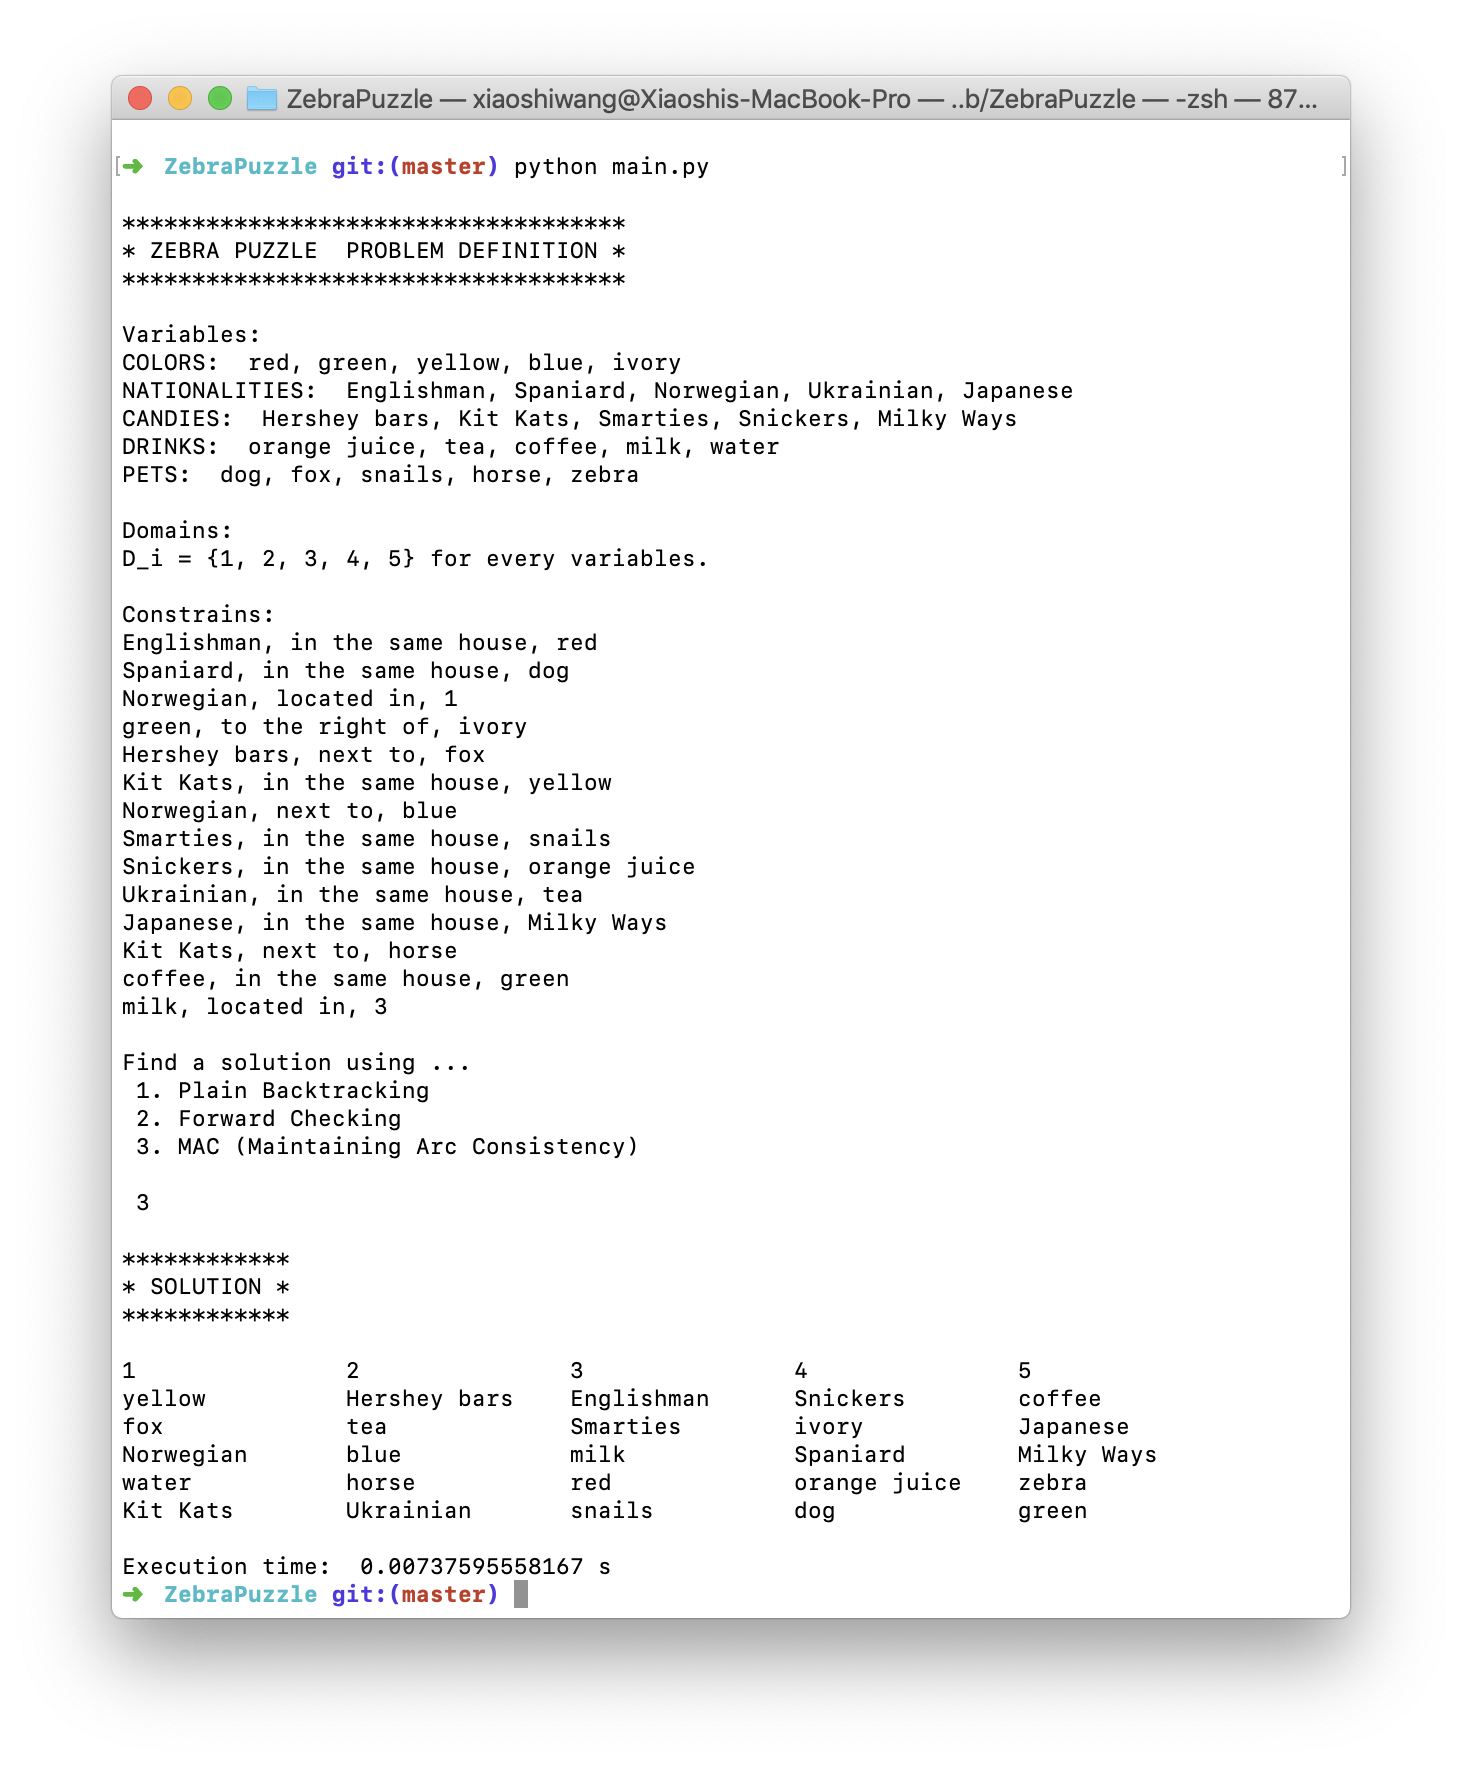 ZebraPuzzle — xiaoshiwang@Xiaoshis-MacBook-Pro — ..b/ZebraPuzzle — -zsh — 87...
[➜  ZebraPuzzle git:(master) python main.py ]
************************************
* ZEBRA PUZZLE  PROBLEM DEFINITION *
************************************
Variables:
COLORS:  red, green, yellow, blue, ivory
NATIONALITIES:  Englishman, Spaniard, Norwegian, Ukrainian, Japanese
CANDIES:  Hershey bars, Kit Kats, Smarties, Snickers, Milky Ways
DRINKS:  orange juice, tea, coffee, milk, water
PETS:  dog, fox, snails, horse, zebra
Domains:
D_i = {1, 2, 3, 4, 5} for every variables.
Constrains:
Englishman, in the same house, red
Spaniard, in the same house, dog
Norwegian, located in, 1
green, to the right of, ivory
Hershey bars, next to, fox
Kit Kats, in the same house, yellow
Norwegian, next to, blue
Smarties, in the same house, snails
Snickers, in the same house, orange juice
Ukrainian, in the same house, tea
Japanese, in the same house, Milky Ways
Kit Kats, next to, horse
coffee, in the same house, green
milk, located in, 3
Find a solution using ...
 1. Plain Backtracking
 2. Forward Checking
 3. MAC (Maintaining Arc Consistency)
 3
************
* SOLUTION *
************
1               2               3               4               5
yellow          Hershey bars    Englishman      Snickers        coffee
fox             tea             Smarties        ivory           Japanese
Norwegian       blue            milk            Spaniard        Milky Ways
water           horse           red             orange juice    zebra
Kit Kats        Ukrainian       snails          dog             green
Execution time:  0.00737595558167 s
➜  ZebraPuzzle git:(master)